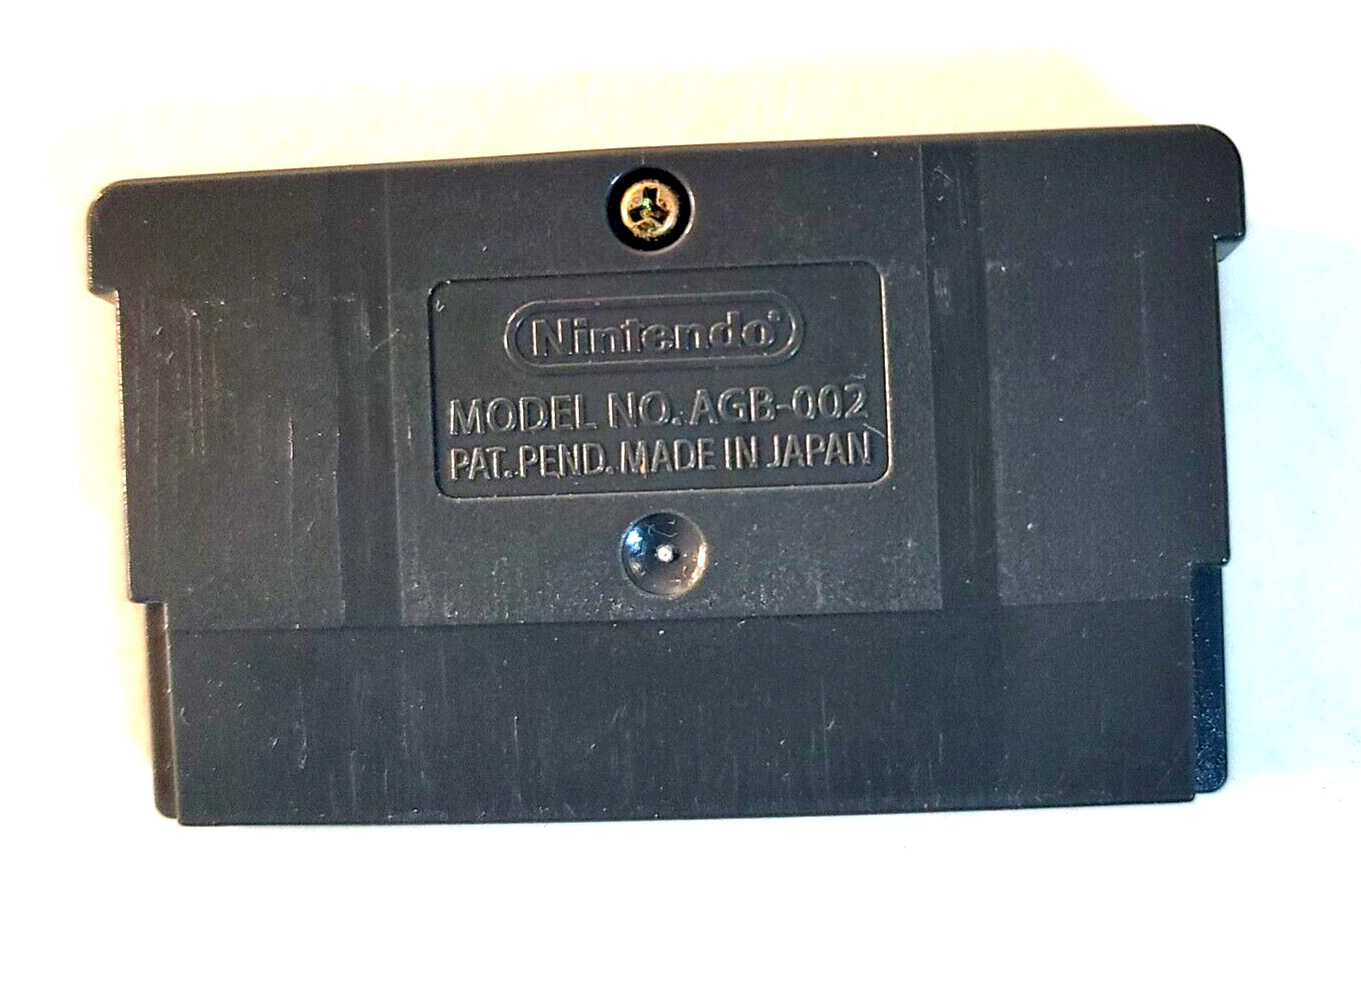 Nintendo®
MODEL NO. AGB-002
PAT. PEND. MADE IN JAPAN